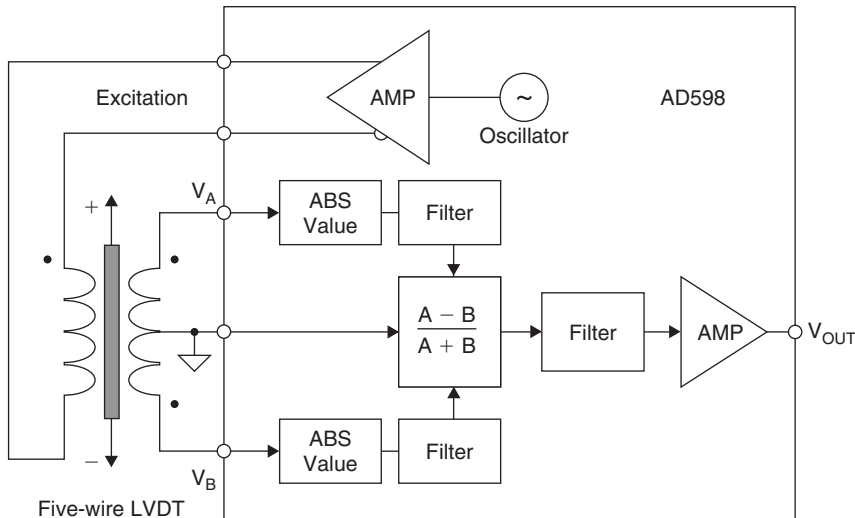 Excitation
AMP
~
Oscillator
AD598
V_A
ABS
Value
Filter
+
A − B
A + B
Filter
AMP
V_OUT
ABS
Value
Filter
−
V_B
Five-wire LVDT